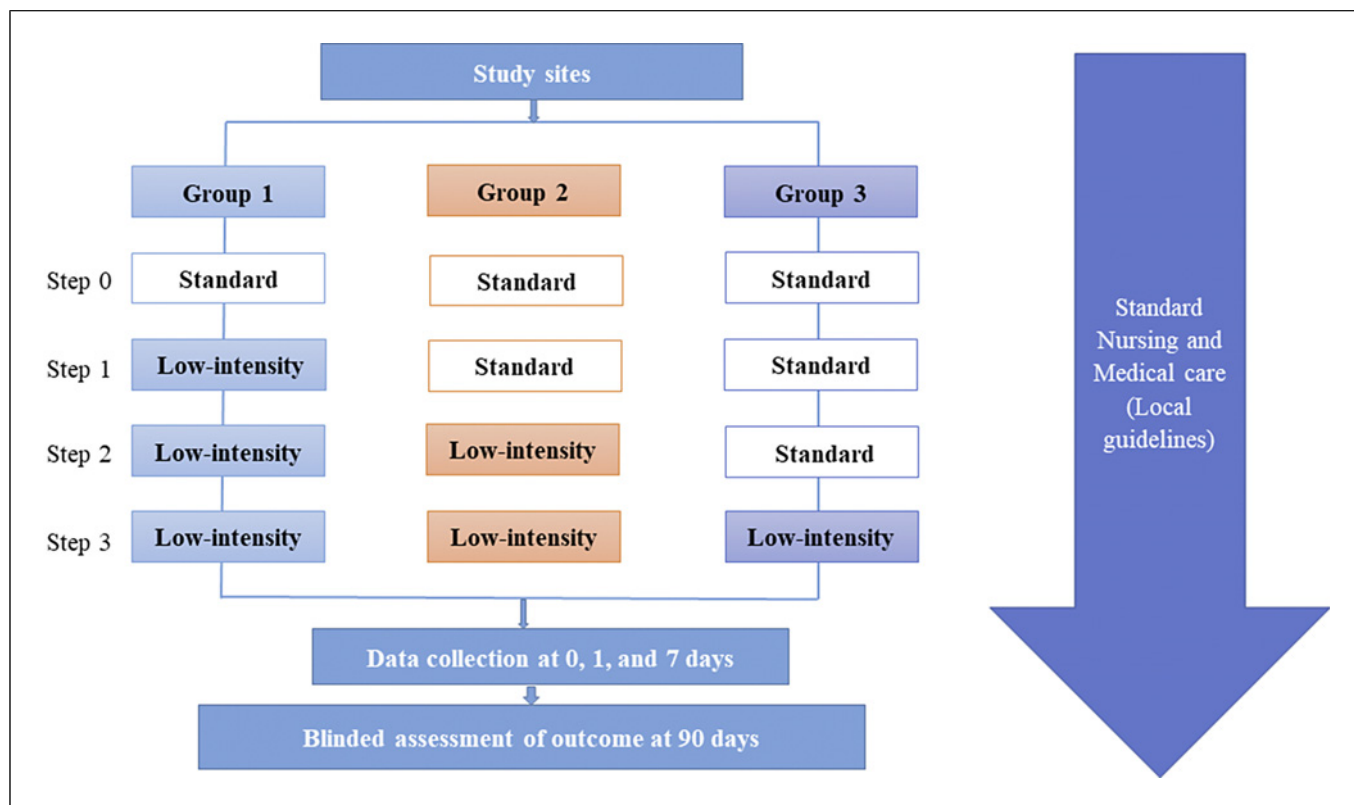 Study sites
Group 1
Group 2
Group 3
Step 0
Standard
Standard
Standard
Step 1
Low-intensity
Standard
Standard
Step 2
Low-intensity
Low-intensity
Standard
Step 3
Low-intensity
Low-intensity
Low-intensity
Data collection at 0, 1, and 7 days
Blinded assessment of outcome at 90 days
Standard
Nursing and
Medical care
(Local
guidelines)